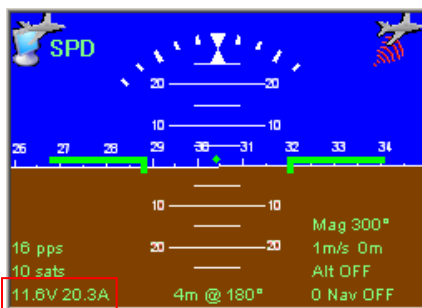 SPD
20 20
10 10
26 27 28 29 30 31 32 33 34
10 10
Mag 300°
16 pps 20 20 1m/s 0m
10 sats Alt OFF
11.6V 20.3A 4m @ 180° 0 Nav OFF